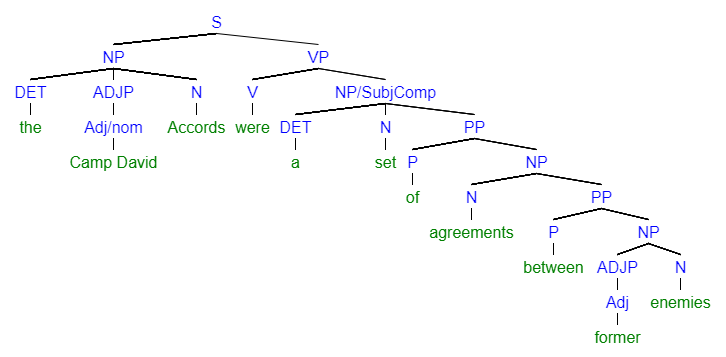 S
NP VP
DET ADJP N V NP/SubjComp
the Adj/nom Accords were DET N PP
Camp David a set P NP
of N PP
agreements P NP
between ADJP N
Adj enemies
former